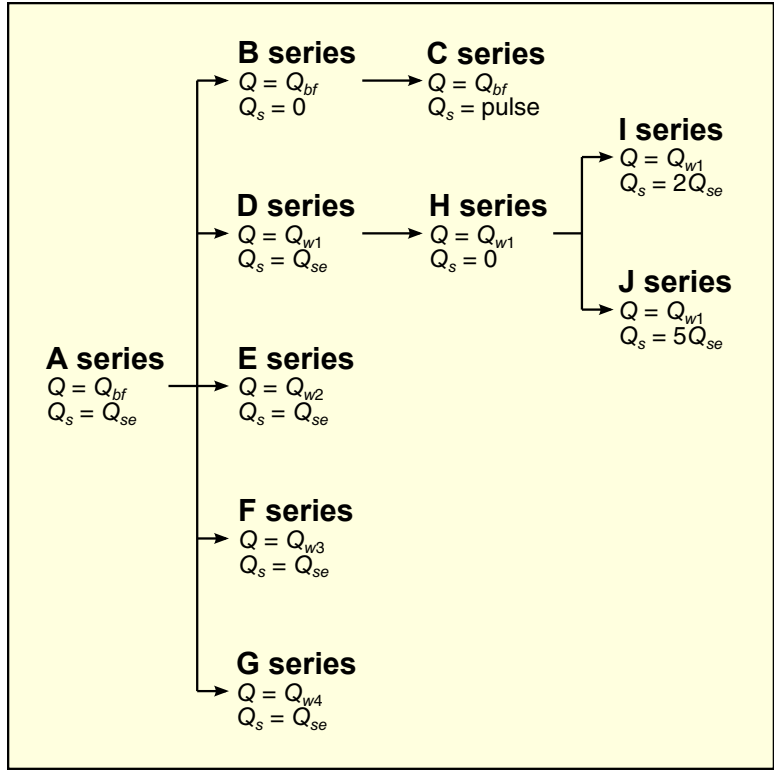 A series
Q = Qbf
Qs = Qse
B series
Q = Qbf
Qs = 0
C series
Q = Qbf
Qs = pulse
D series
Q = Qw1
Qs = Qse
H series
Q = Qw1
Qs = 0
I series
Q = Qw1
Qs = 2Qse
J series
Q = Qw1
Qs = 5Qse
E series
Q = Qw2
Qs = Qse
F series
Q = Qw3
Qs = Qse
G series
Q = Qw4
Qs = Qse